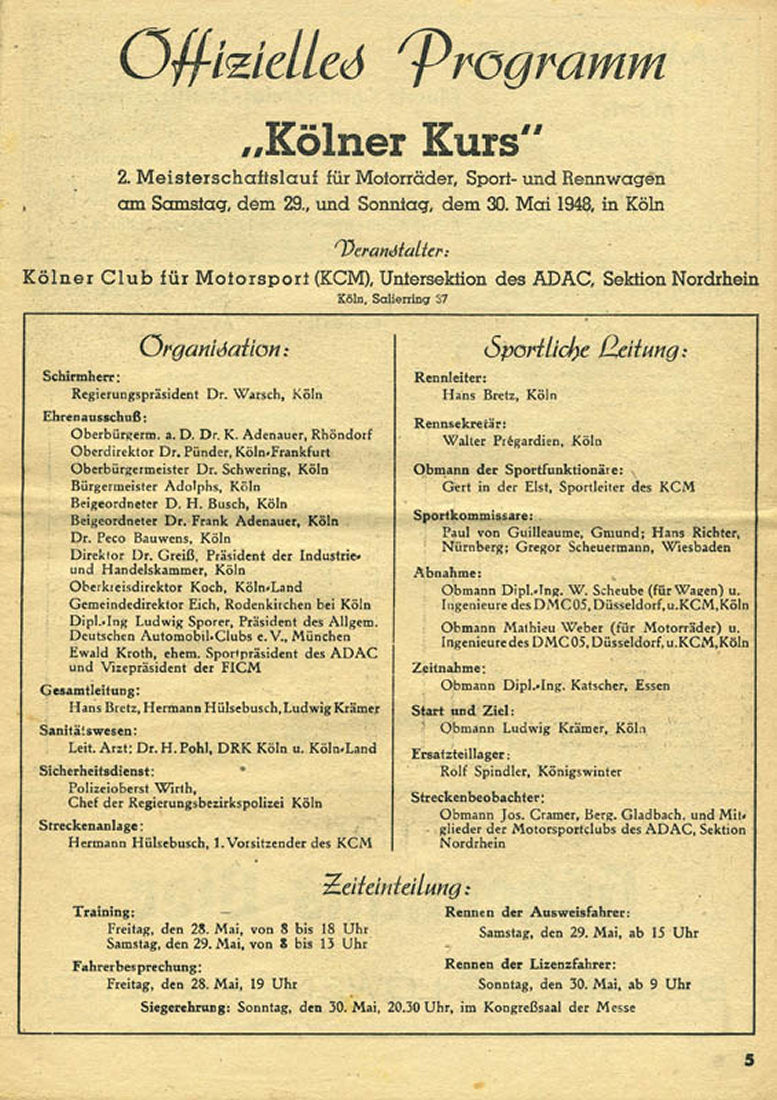 Offizielles Programm
„Kölner Kurs“
2. Meisterschaftslauf für Motorräder, Sport- und Rennwagen
am Samstag, dem 29., und Sonntag, dem 30. Mai 1948, in Köln
Veranstalter:
Kölner Club für Motorsport (KCM), Untersektion des ADAC, Sektion Nordrhein
Köln, Salierring 37
Organisation:
Schirmherr:
Regierungspräsident Dr. Warsch, Köln
Ehrenausschuß:
Oberbürgerm. a. D. Dr. K. Adenauer, Rhöndorf
Oberdirektor Dr. Pünder, Köln-Frankfurt
Oberbürgermeister Dr. Schwering, Köln
Bürgermeister Adolphs, Köln
Beigeordneter D. H. Busch, Köln
Beigeordneter Dr. Frank Adenauer, Köln
Dr. Peco Bauwens, Köln
Direktor Dr. Greiß, Präsident der Industrie-
und Handelskammer, Köln
Oberkreisdirektor Koch, Köln-Land
Gemeindedirektor Eich, Rodenkirchen bei Köln
Dipl.-Ing Ludwig Sporer, Präsident des Allgem.
Deutschen Automobil-Clubs e. V., München
Ewald Kroth, ehem. Sportpräsident des ADAC
und Vizepräsident der FICM
Gesamtleitung:
Hans Bretz, Hermann Hülsebusch, Ludwig Krämer
Sanitätswesen:
Leit. Arzt: Dr. H. Pohl, DRK Köln u. Köln-Land
Sicherheitsdienst:
Polizeioberst Wirth,
Chef der Regierungsbezirkspolizei Köln
Streckenanlage:
Hermann Hülsebusch, 1. Vorsitzender des KCM
Sportliche Leitung:
Rennleiter:
Hans Bretz, Köln
Rennsekretär:
Walter Prégardien, Köln
Obmann der Sportfunktionäre:
Gert in der Elst, Sportleiter des KCM
Sportkommissare:
Paul von Guilleaume, Gmund; Hans Richter,
Nürnberg; Gregor Scheuermann, Wiesbaden
Abnahme:
Obmann Dipl.-Ing. W. Scheube (für Wagen) u.
Ingenieure des DMC 05, Düsseldorf, u. KCM, Köln
Obmann Mathieu Weber (für Motorräder) u.
Ingenieure des DMC 05, Düsseldorf, u. KCM, Köln
Zeitnahme:
Obmann Dipl.-Ing. Katscher, Essen
Start und Ziel:
Obmann Ludwig Krämer, Köln
Ersatzteillager:
Rolf Spindler, Königswinter
Streckenbeobachter:
Obmann Jos. Cramer, Berg. Gladbach, und Mit-
glieder der Motorsportclubs des ADAC, Sektion
Nordrhein
Zeiteinteilung:
Training:
Freitag, den 28. Mai, von 8 bis 18 Uhr
Samstag, den 29. Mai, von 8 bis 13 Uhr
Fahrerbesprechung:
Freitag, den 28. Mai, 19 Uhr
Rennen der Ausweisfahrer:
Samstag, den 29. Mai, ab 15 Uhr
Rennen der Lizenzfahrer:
Sonntag, den 30. Mai, ab 9 Uhr
Siegerehrung: Sonntag, den 30. Mai, 20.30 Uhr, im Kongreßsaal der Messe
5